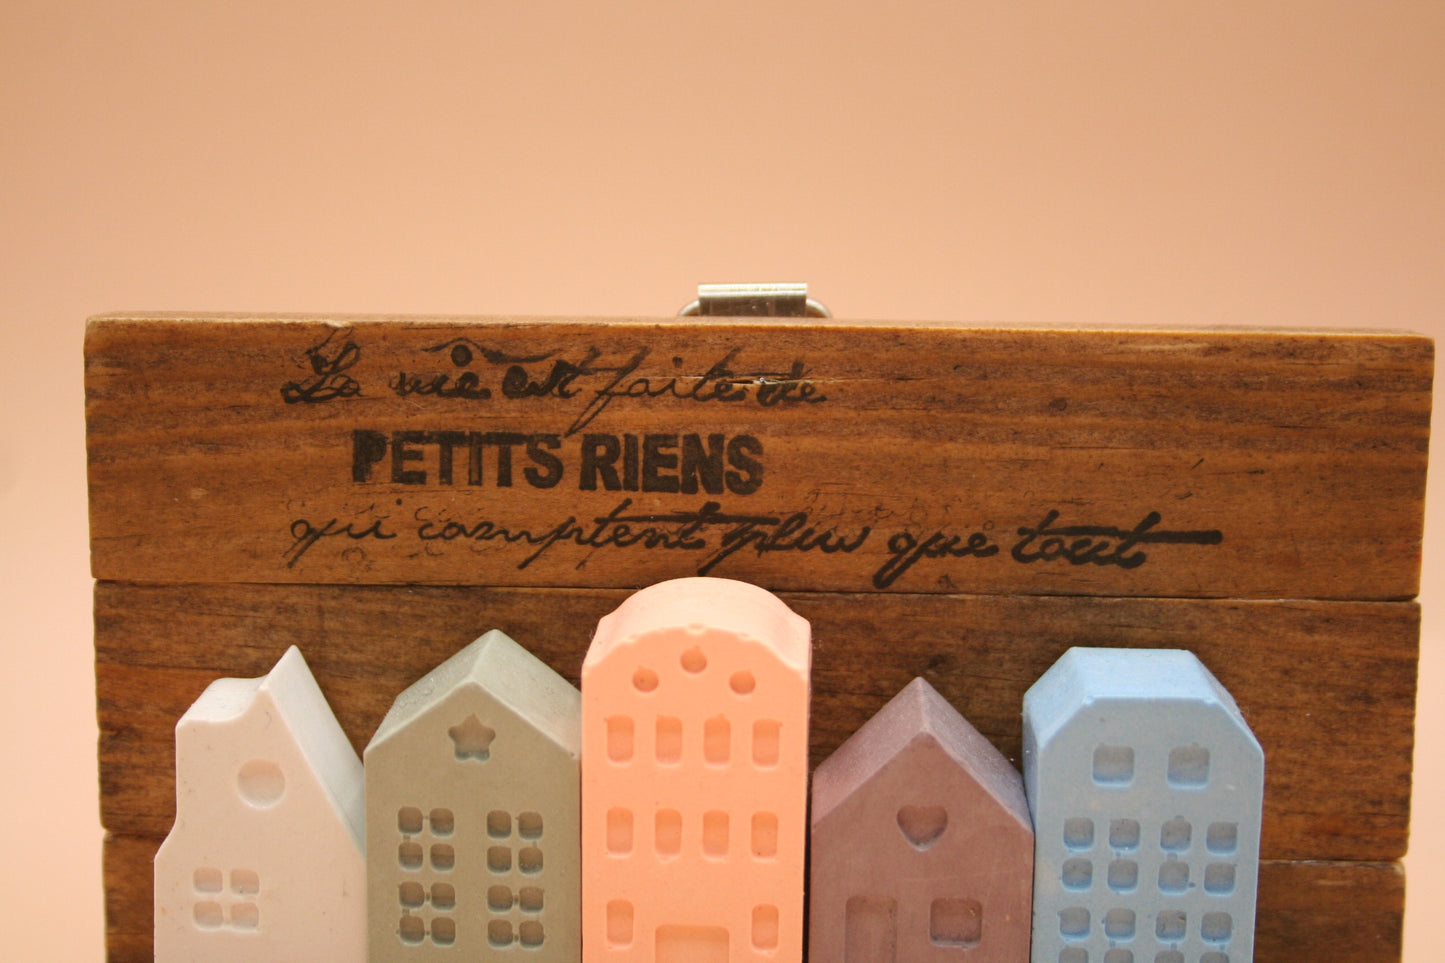 La vie est faite de
PETITS RIENS
qui comptent plus que tout